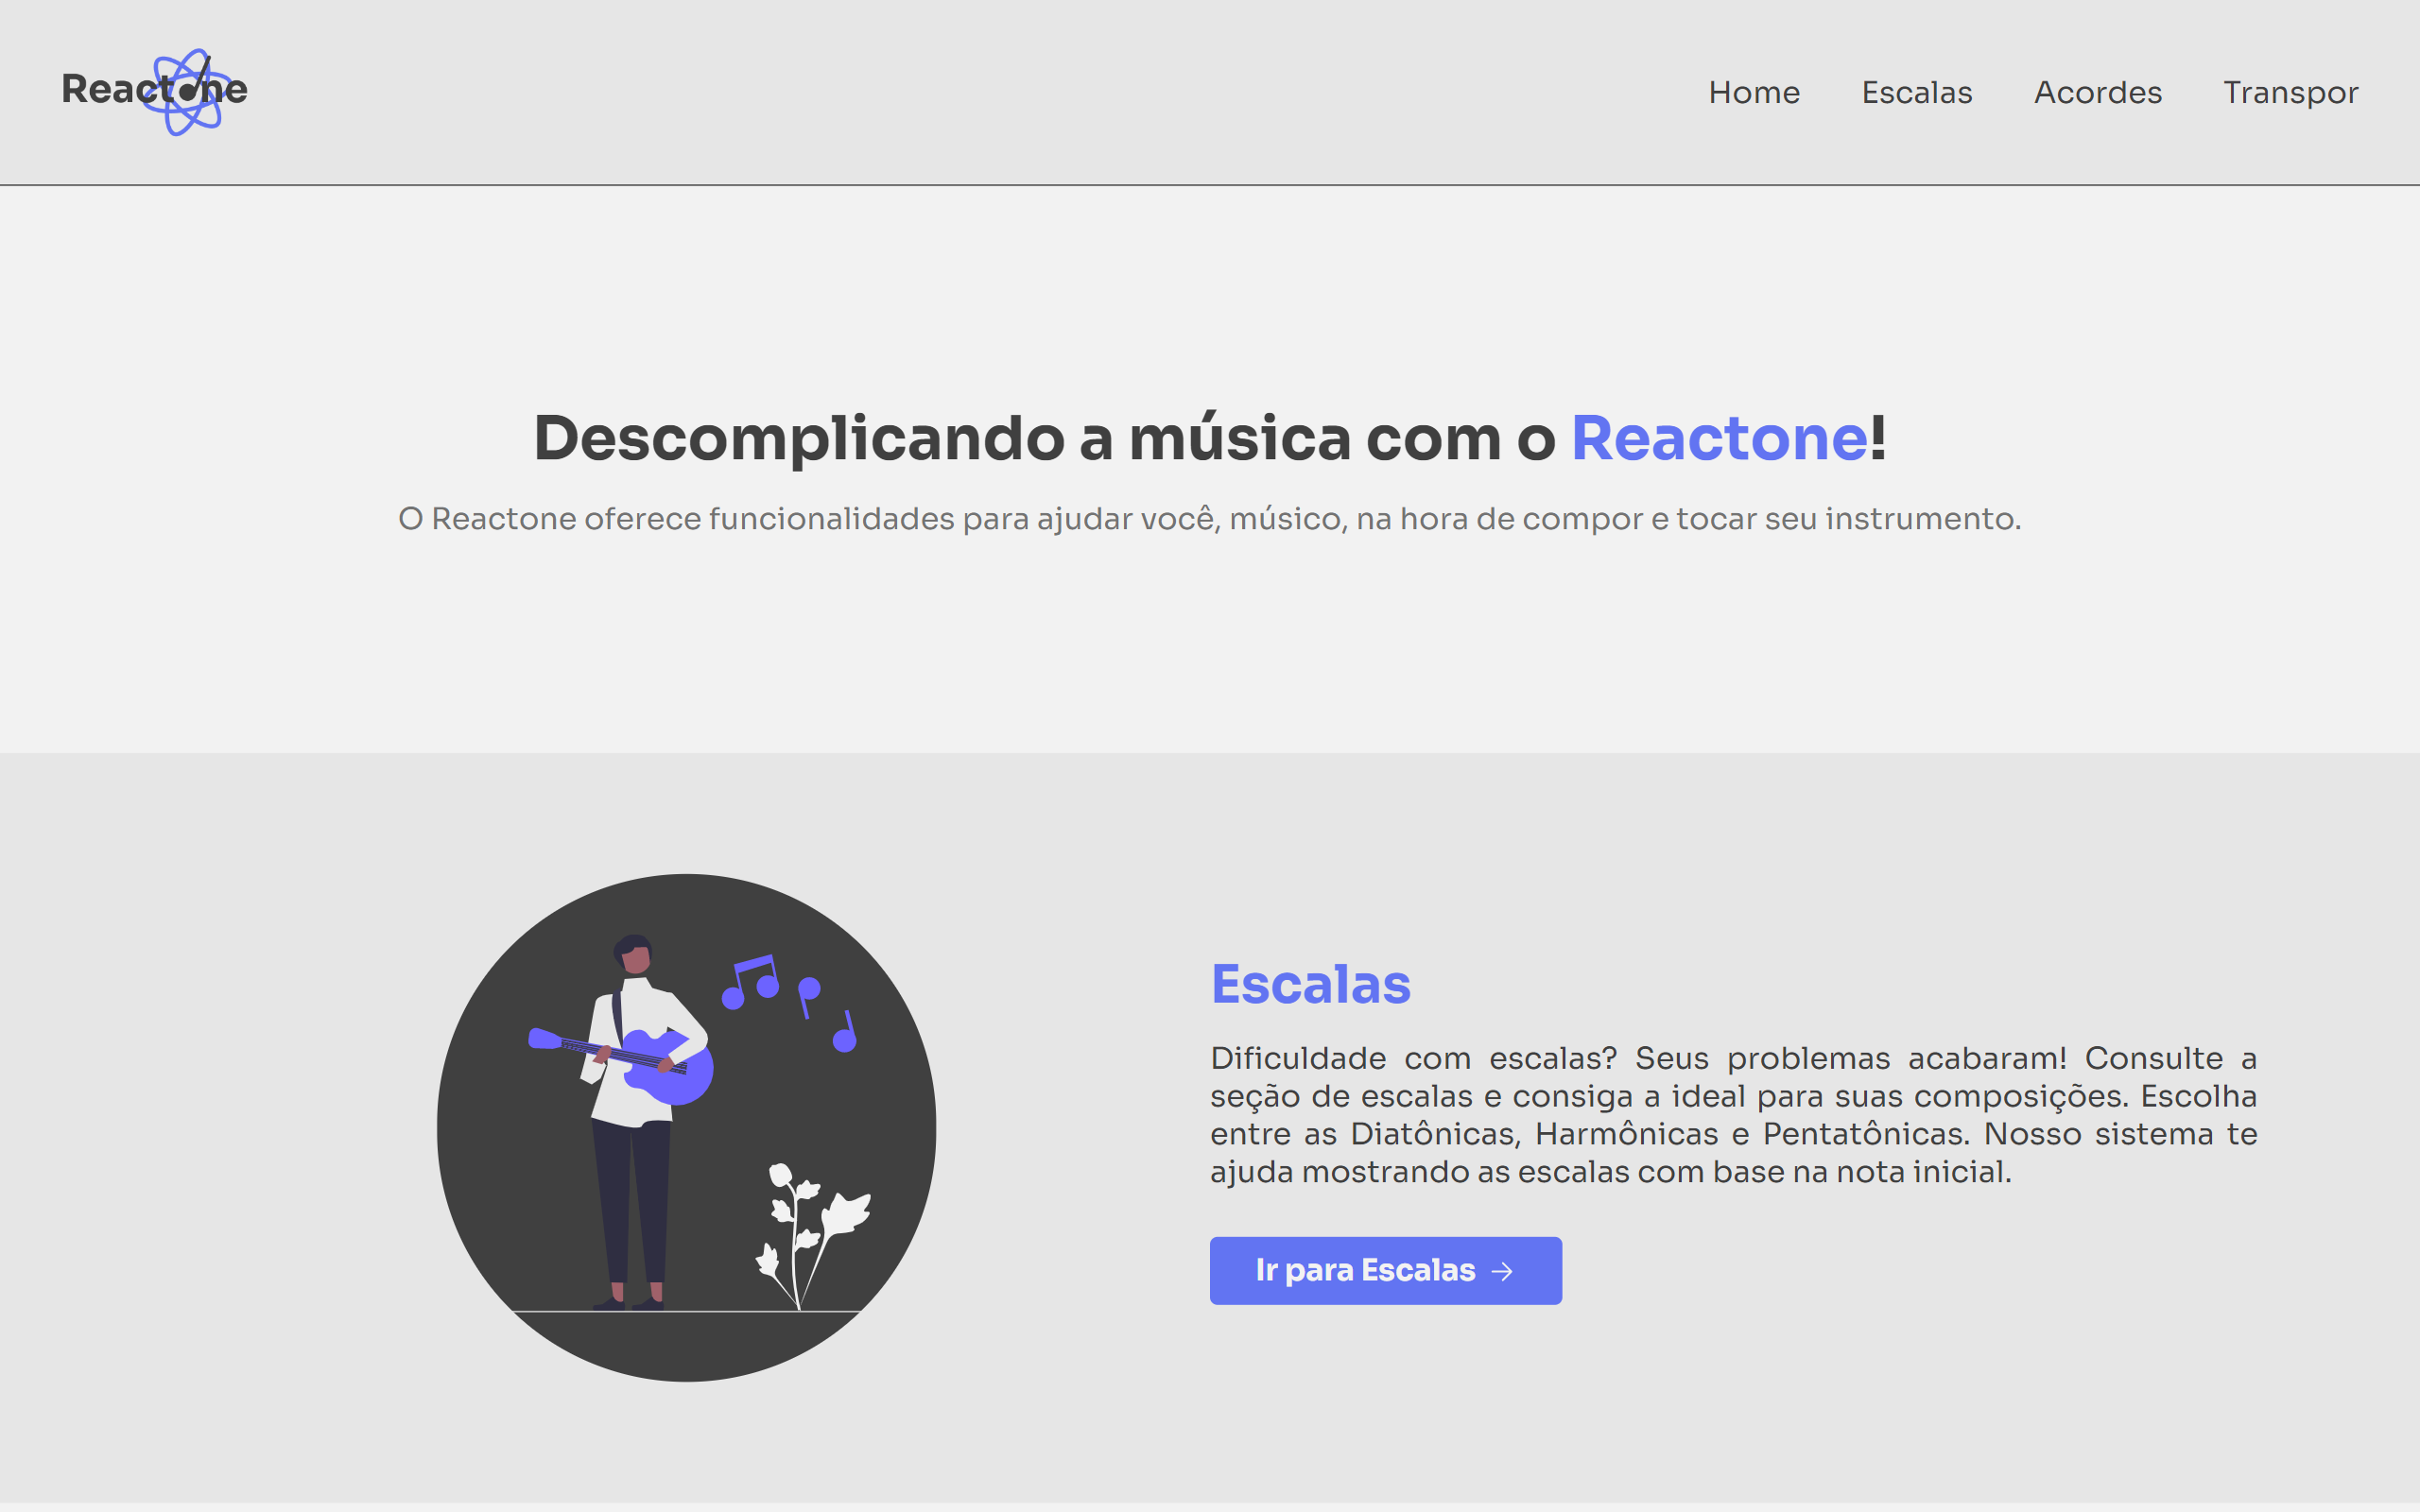 Reactone
Home Escalas Acordes Transpor
Descomplicando a música com o Reactone!
O Reactone oferece funcionalidades para ajudar você, músico, na hora de compor e tocar seu instrumento.
Escalas
Dificuldade com escalas? Seus problemas acabaram! Consulte a
seção de escalas e consiga a ideal para suas composições. Escolha
entre as Diatônicas, Harmônicas e Pentatônicas. Nosso sistema te
ajuda mostrando as escalas com base na nota inicial.
Ir para Escalas →